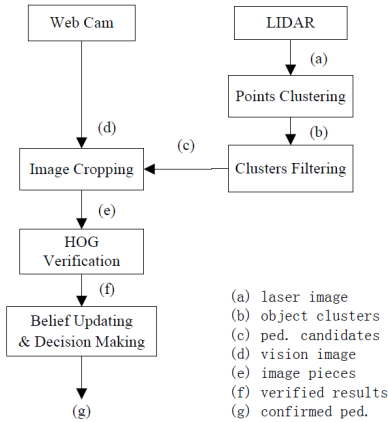 Web Cam
LIDAR
(a)
Points Clustering
(d)
(b)
(c)
Image Cropping
Clusters Filtering
(e)
HOG
Verification
(f)
Belief Updating
& Decision Making
(g)
(a) laser image
(b) object clusters
(c) ped. candidates
(d) vision image
(e) image pieces
(f) verified results
(g) confirmed ped.